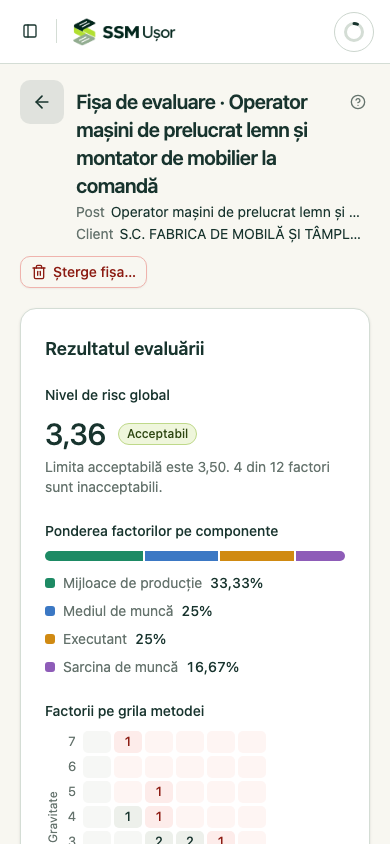 SSM Ușor
Fișa de evaluare · Operator
mașini de prelucrat lemn și
montator de mobilier la
comandă
Post Operator mașini de prelucrat lemn și ...
Client S.C. FABRICA DE MOBILĂ ȘI TÂMPL...
Șterge fișa...
Rezultatul evaluării
Nivel de risc global
3,36 Acceptabil
Limita acceptabilă este 3,50. 4 din 12 factori
sunt inacceptabili.
Ponderea factorilor pe componente
Mijloace de producție 33,33%
Mediul de muncă 25%
Executant 25%
Sarcina de muncă 16,67%
Factorii pe grila metodei
Gravitate
7 1
6
5 1
4 1 1
3 2 2 1